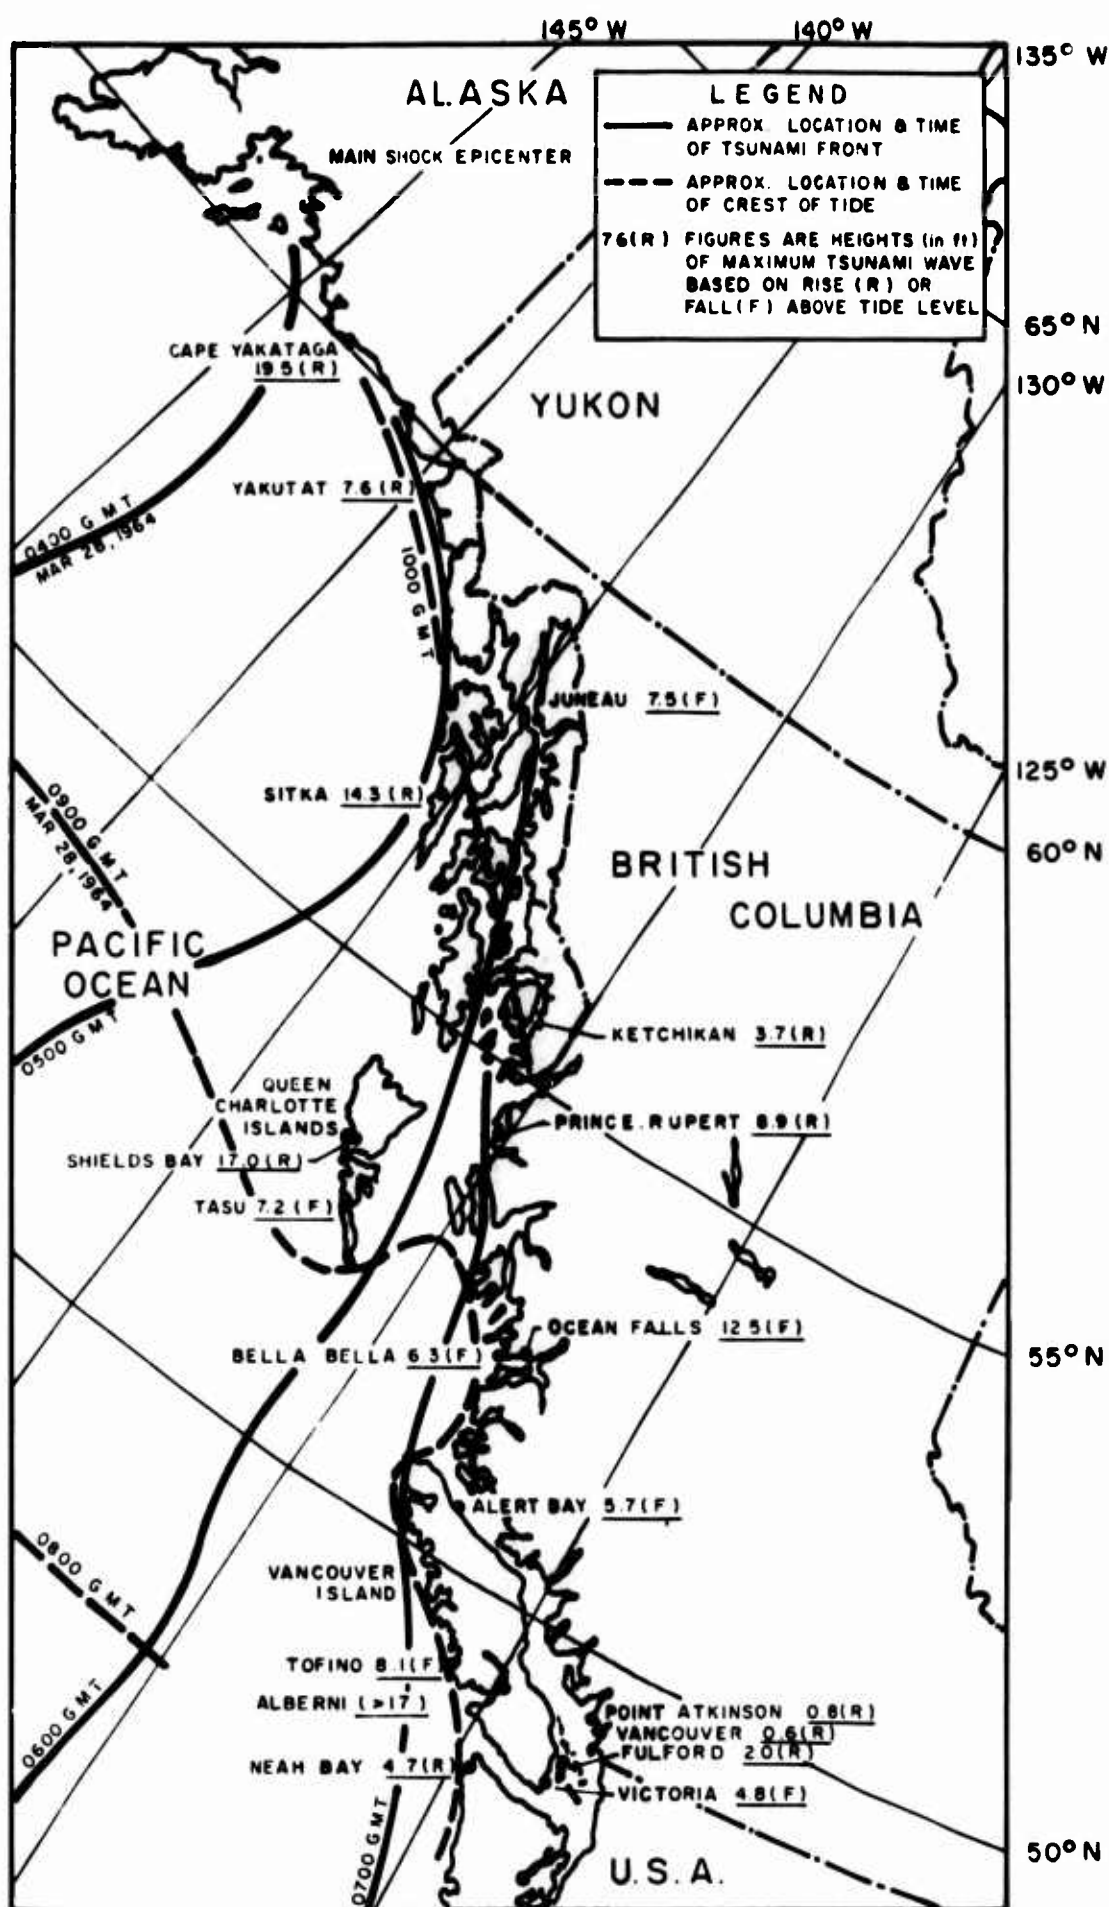 145° W
140° W
135° W
ALASKA
MAIN SHOCK EPICENTER
LEGEND
APPROX. LOCATION & TIME
OF TSUNAMI FRONT
APPROX. LOCATION & TIME
OF CREST OF TIDE
7.6(R) FIGURES ARE HEIGHTS (in ft)
OF MAXIMUM TSUNAMI WAVE
BASED ON RISE (R) OR
FALL(F) ABOVE TIDE LEVEL
65° N
130° W
CAPE YAKATAGA
19.5(R)
YUKON
YAKUTAT 7.6(R)
0400 GMT
MAR 28, 1964
1000 GMT
JUNEAU 7.5(F)
125° W
SITKA 14.3(R)
0900 GMT
MAR 28, 1964
60° N
BRITISH
COLUMBIA
PACIFIC
OCEAN
0500 GMT
KETCHIKAN 3.7(R)
QUEEN
CHARLOTTE
ISLANDS
PRINCE. RUPERT 8.9(R)
SHIELDS BAY 17.0(R)
TASU 7.2(F)
OCEAN FALLS 12.5(F)
BELLA BELLA 6.3(F)
55° N
ALERT BAY 5.7(F)
0800 GMT
VANCOUVER
ISLAND
TOFINO 8.1(F)
ALBERNI (>17)
POINT ATKINSON 0.8(R)
VANCOUVER 0.6(R)
FULFORD 2.0(R)
NEAH BAY 4.7(R)
VICTORIA 4.8(F)
0600 GMT
0700 GMT
50° N
U.S.A.